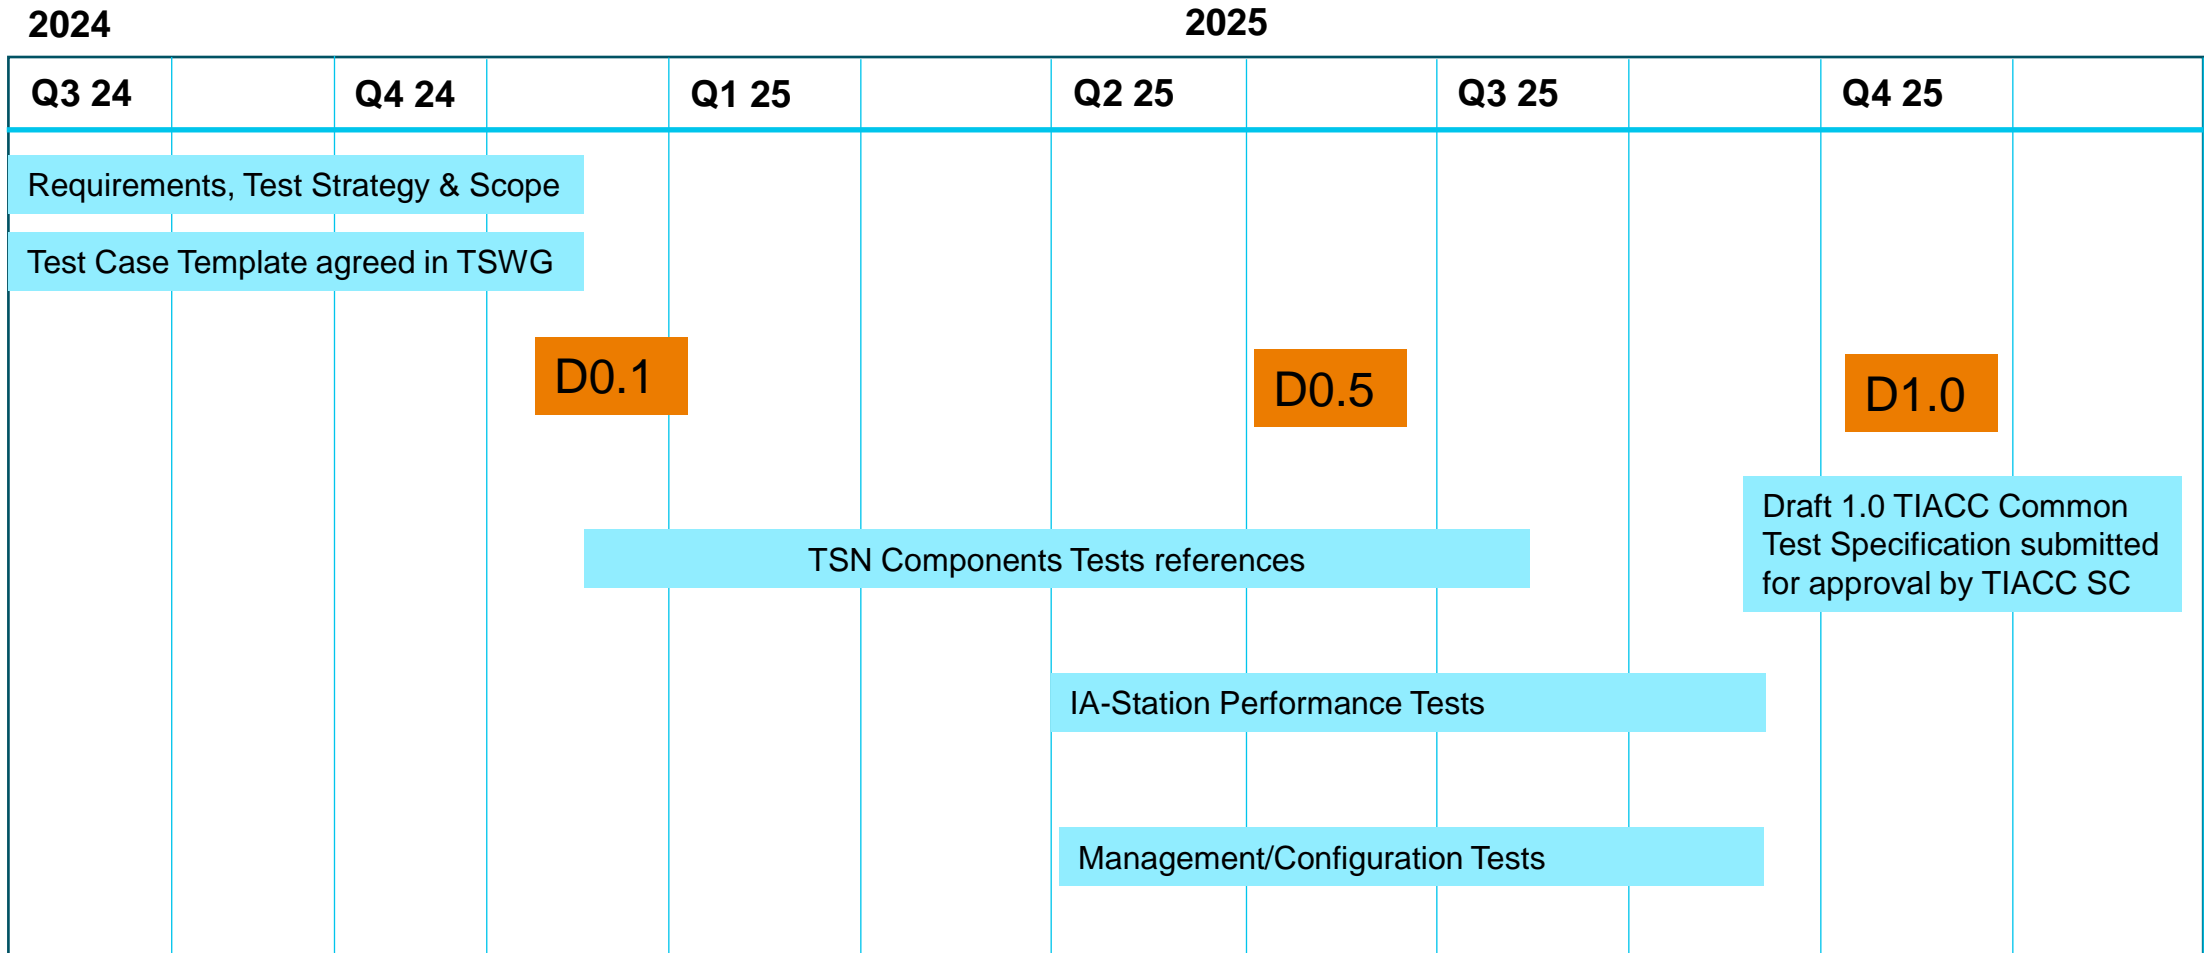 2024
2025
Q3 24
Q4 24
Q1 25
Q2 25
Q3 25
Q4 25
Requirements, Test Strategy & Scope
Test Case Template agreed in TSWG
D0.1
D0.5
D1.0
Draft 1.0 TIACC Common
Test Specification submitted
for approval by TIACC SC
TSN Components Tests references
IA-Station Performance Tests
Management/Configuration Tests